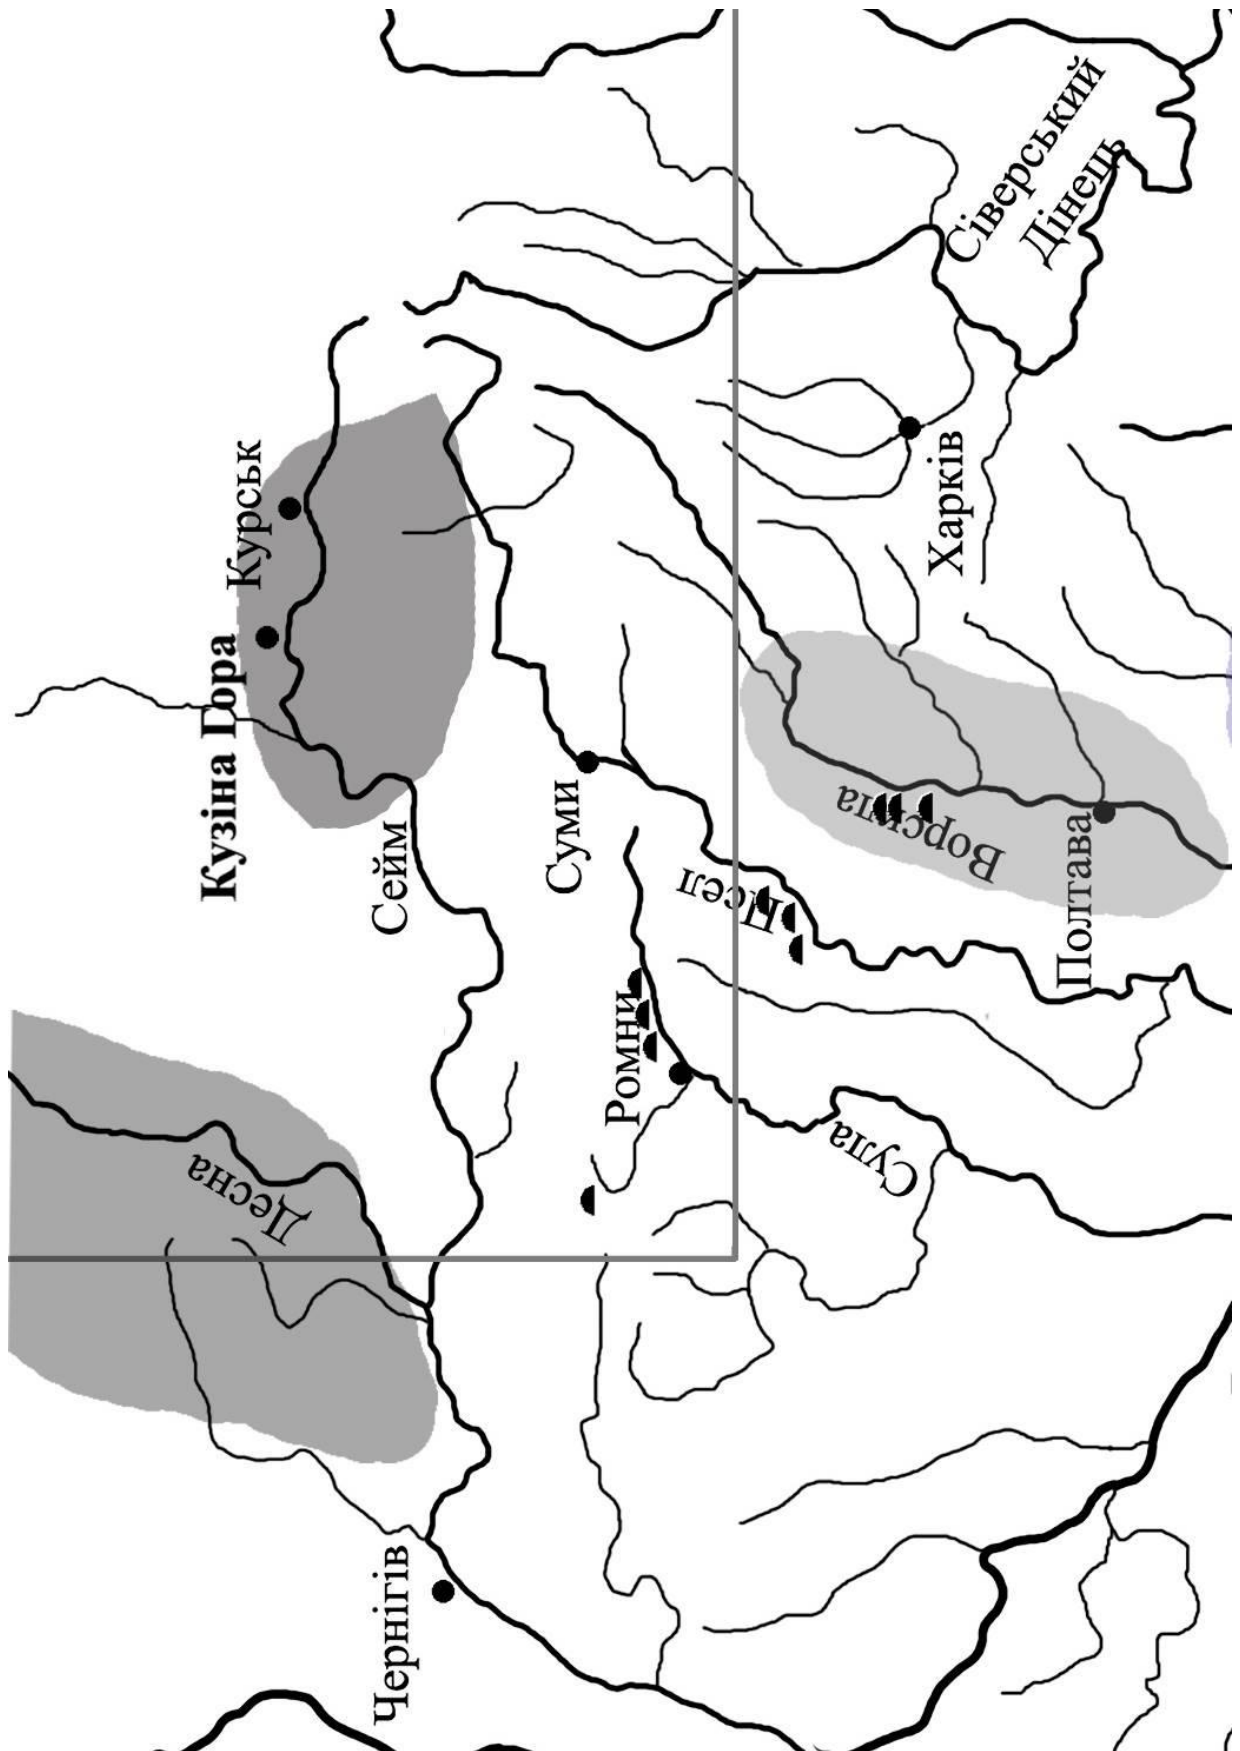 Курськ
Кузіна Гора
Сейм
Десна
Чернігів
Суми
Ромни
Псел
Сула
Ворскла
Полтава
Харків
Сіверський
Дінець